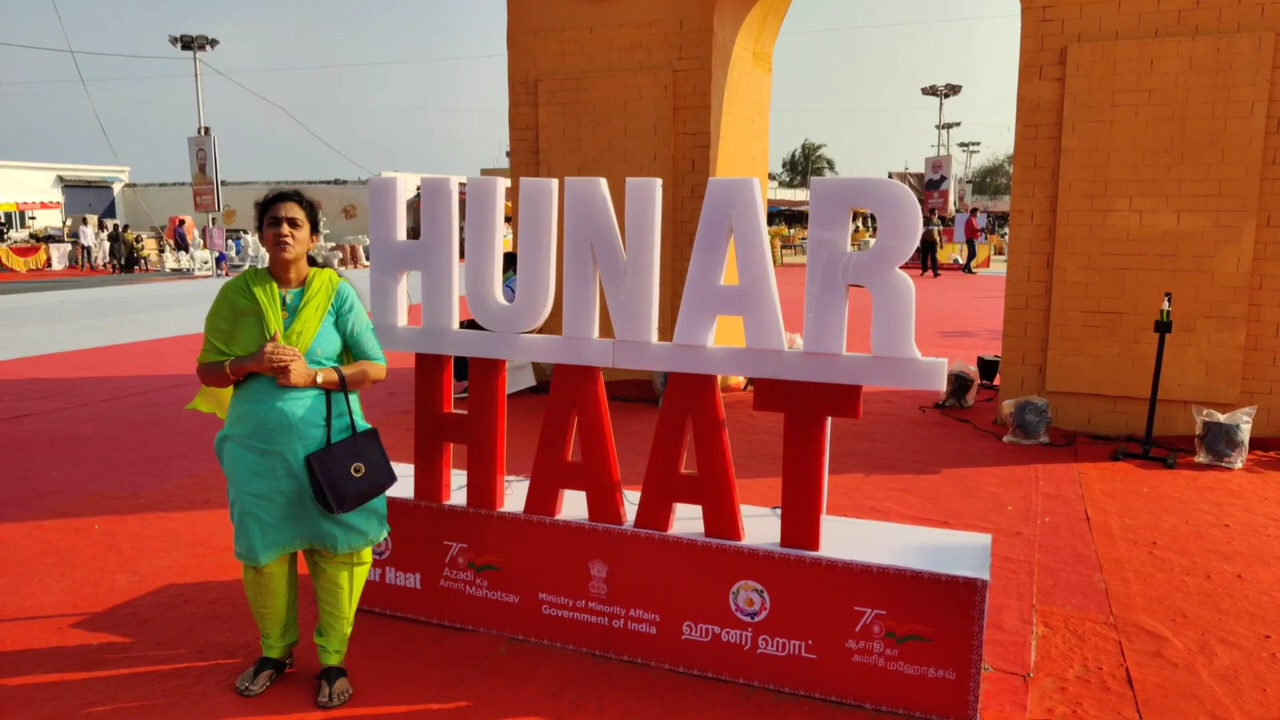 HUNAR
HAAT
ar Haat
75
Azadi Ka
Amrit Mahotsav
Ministry of Minority Affairs
Government of India
ஹுனர் ஹாட்
75
ஆசாதி கா
அம்ரித் மஹோத்சவ்